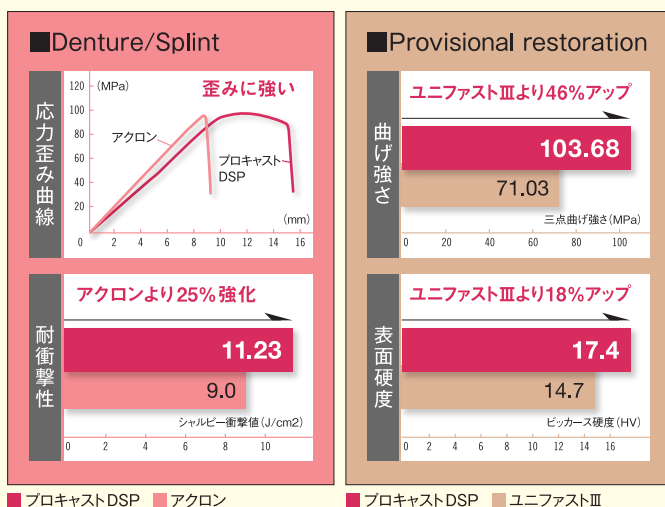 ■Denture/Splint
応力歪み曲線
120
(MPa)
歪みに強い
100
アクロン
80
60
プロキャスト
DSP
40
20
(mm)
0 2 4 6 8 10 12 14 16
耐衝撃性
アクロンより25%強化
11.23
9.0
シャルピー衝撃値(J/cm2)
0 2 4 6 8 10
■プロキャストDSP ■アクロン
■Provisional restoration
曲げ強さ
ユニファストⅢより46%アップ
103.68
71.03
三点曲げ強さ(MPa)
0 20 40 60 80 100
表面硬度
ユニファストⅢより18%アップ
17.4
14.7
ビッカース硬度(HV)
0 2 4 6 8 10 12 14 16
■プロキャストDSP ■ユニファストⅢ